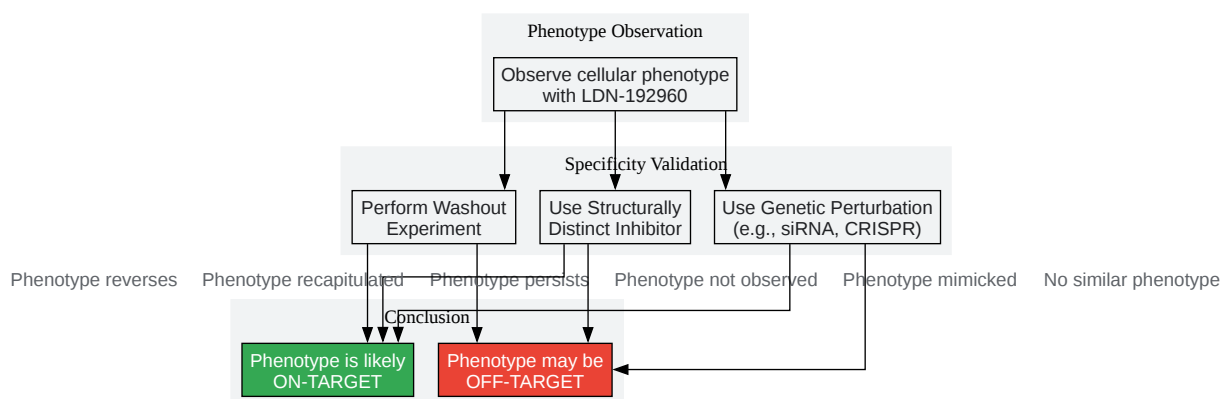 Phenotype Observation
Observe cellular phenotype
with LDN-192960
Specificity Validation
Perform Washout
Experiment
Use Structurally
Distinct Inhibitor
Use Genetic Perturbation
(e.g., siRNA, CRISPR)
Phenotype reverses
Phenotype recapitulated
Phenotype persists
Phenotype not observed
Phenotype mimicked
No similar phenotype
Conclusion
Phenotype is likely
ON-TARGET
Phenotype may be
OFF-TARGET